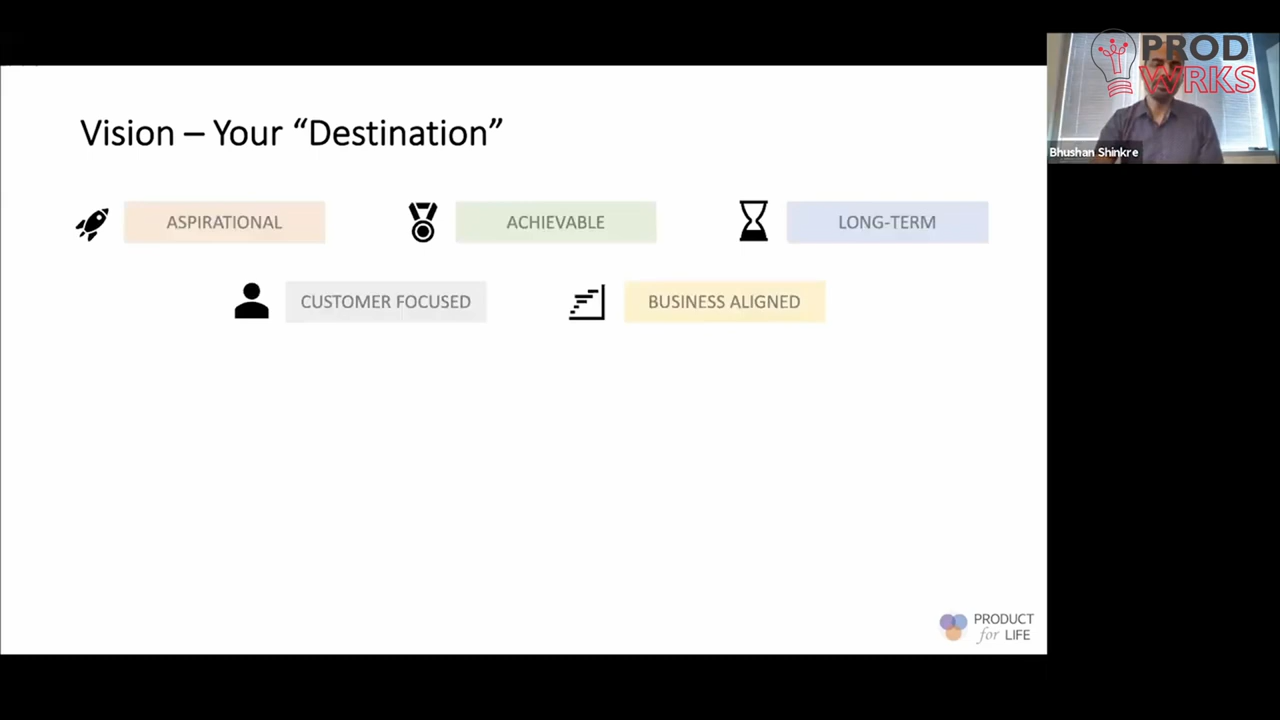 PROD
WRKS
Bhushan Shinkre
Vision – Your “Destination”
ASPIRATIONAL
ACHIEVABLE
LONG-TERM
CUSTOMER FOCUSED
BUSINESS ALIGNED
PRODUCT
for LIFE